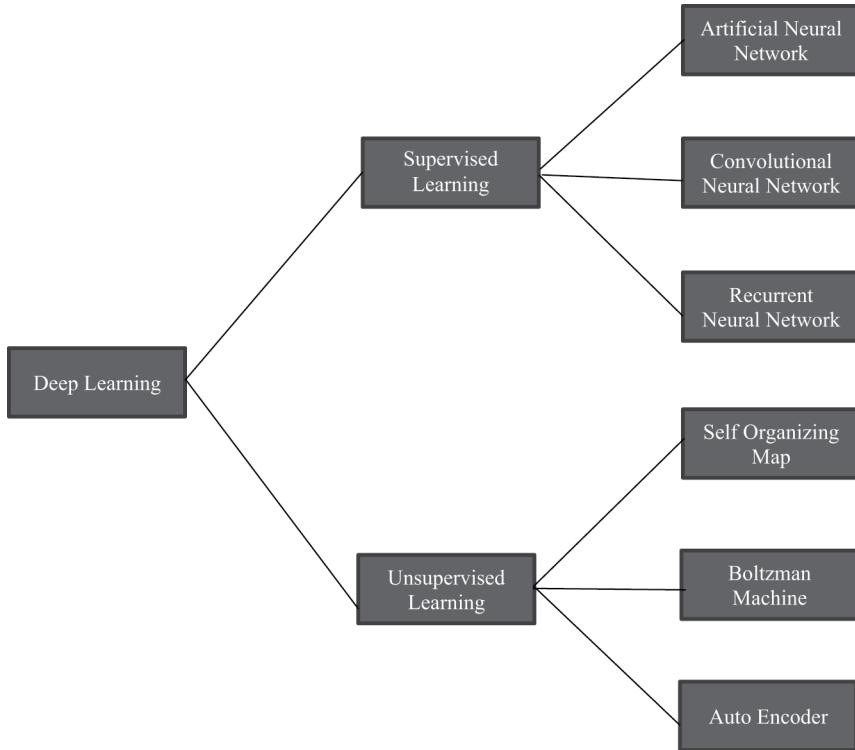 Artificial Neural
Network
Supervised
Learning
Convolutional
Neural Network
Recurrent
Neural Network
Deep Learning
Self Organizing
Map
Unsupervised
Learning
Boltzman
Machine
Auto Encoder